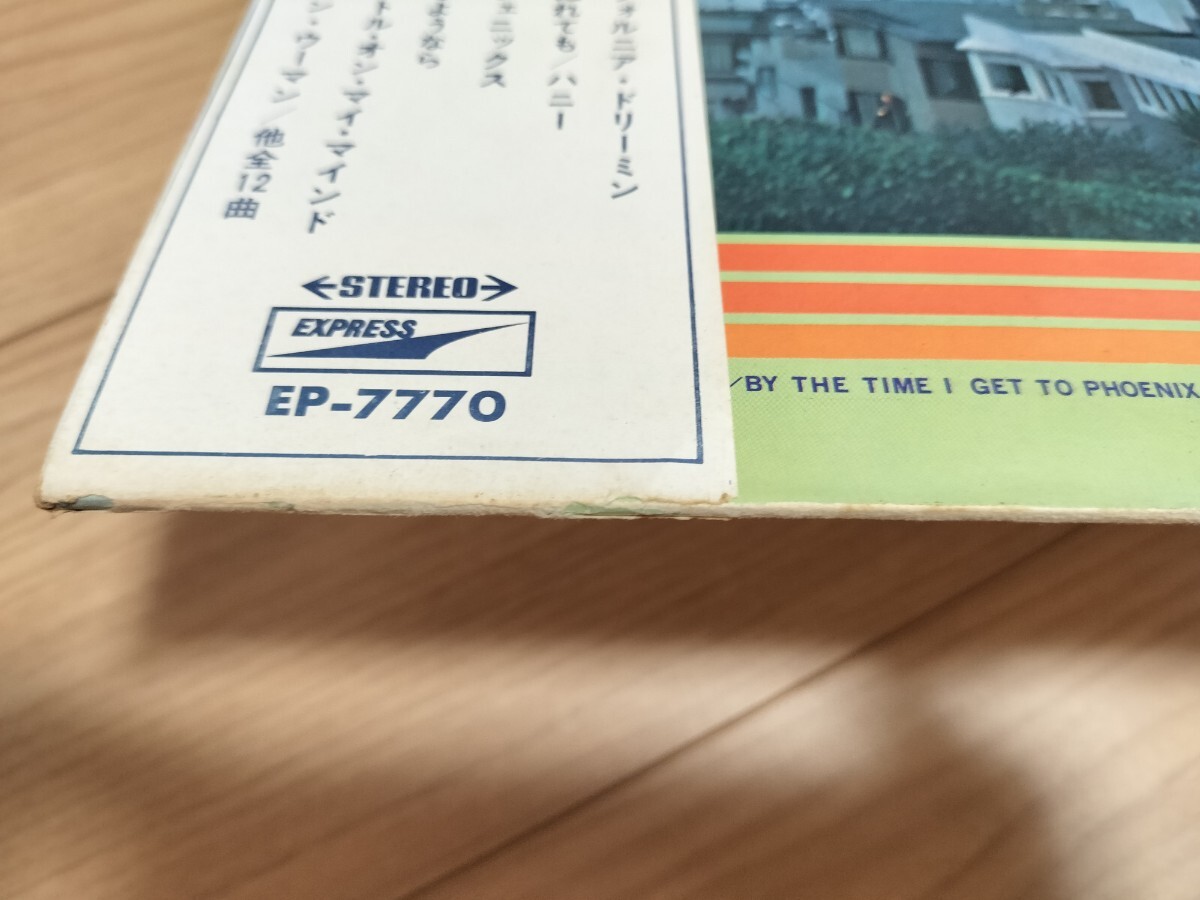 ォルニア・ドリーミン
れても/ハニー
ェニックス
ようなら
トル・オン・マイ・マインド
ン・ウーマン/他全12曲
←STEREO→
EXPRESS
EP-7770
/BY THE TIME I GET TO PHOENIX